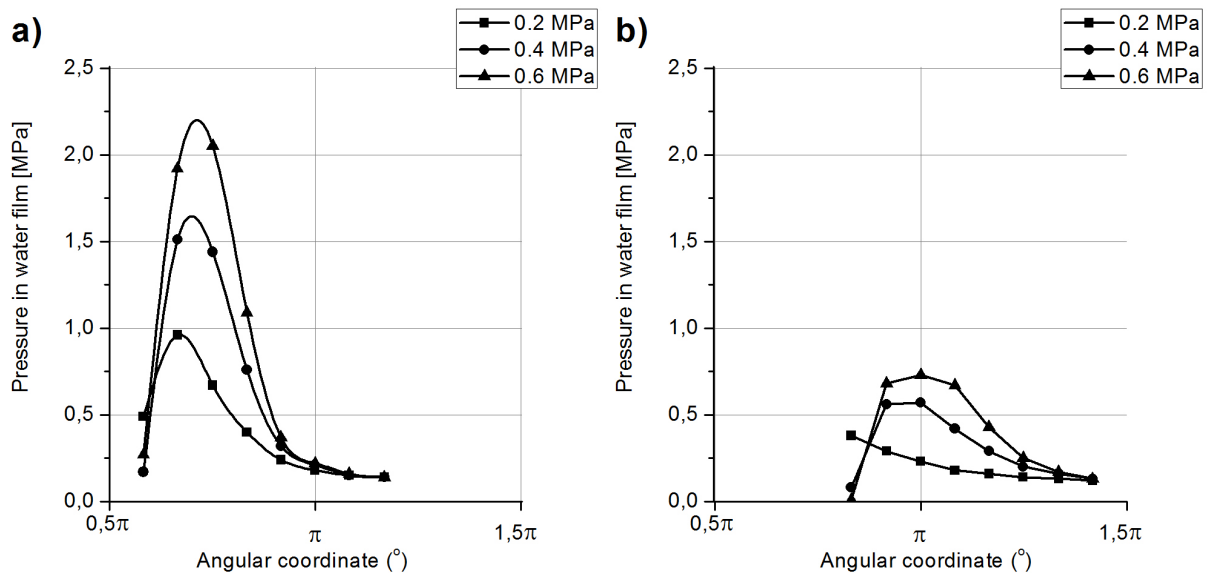 a)
0.2 MPa
0.4 MPa
0.6 MPa
Pressure in water film [MPa]
2,5
2,0
1,5
1,0
0,5
0,0
0,5π
π
1,5π
Angular coordinate (°)
b)
0.2 MPa
0.4 MPa
0.6 MPa
Pressure in water film [MPa]
2,5
2,0
1,5
1,0
0,5
0,0
0,5π
π
1,5π
Angular coordinate (°)